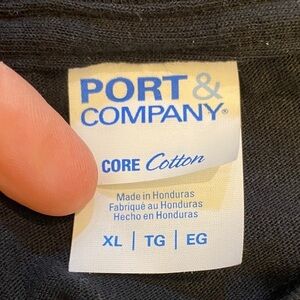 PORT &
COMPANY®
CORE Cotton
Made in Honduras
Fabriqué au Honduras
Hecho en Honduras
XL | TG | EG